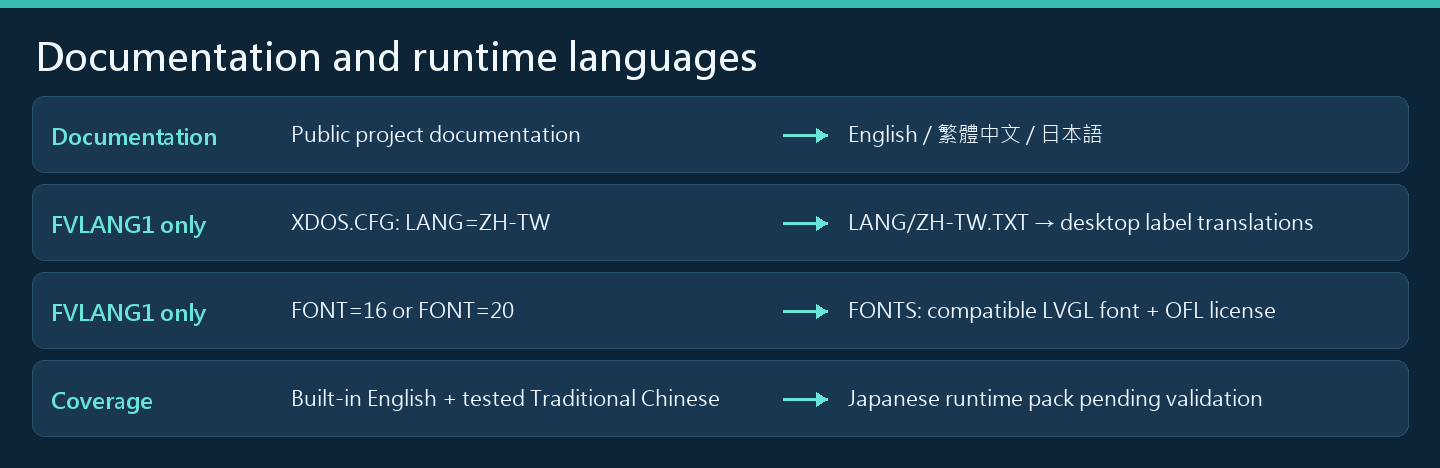 Documentation and runtime languages
Documentation Public project documentation → English / 繁體中文 / 日本語
FVLANG1 only XDOS.CFG: LANG=ZH-TW → LANG/ZH-TW.TXT → desktop label translations
FVLANG1 only FONT=16 or FONT=20 → FONTS: compatible LVGL font + OFL license
Coverage Built-in English + tested Traditional Chinese → Japanese runtime pack pending validation